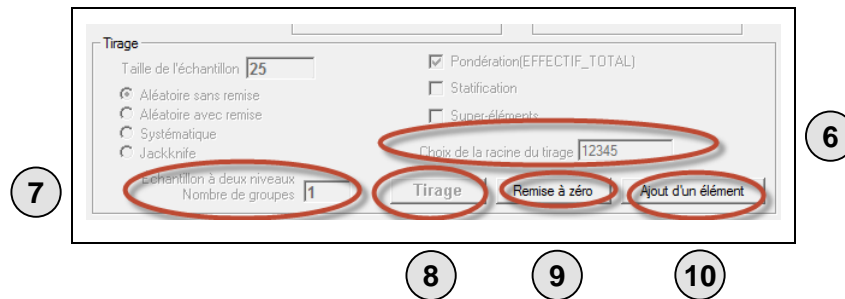 Tirage
Taille de l'échantillon 25
Aléatoire sans remise
Aléatoire avec remise
Systématique
Jackknife
Echantillon à deux niveaux
Nombre de groupes 1
Pondération(EFFECTIF_TOTAL)
Statification
Super-éléments
Choix de la racine du tirage 12345
Tirage
Remise à zéro
Ajout d'un élément
6
7
8
9
10